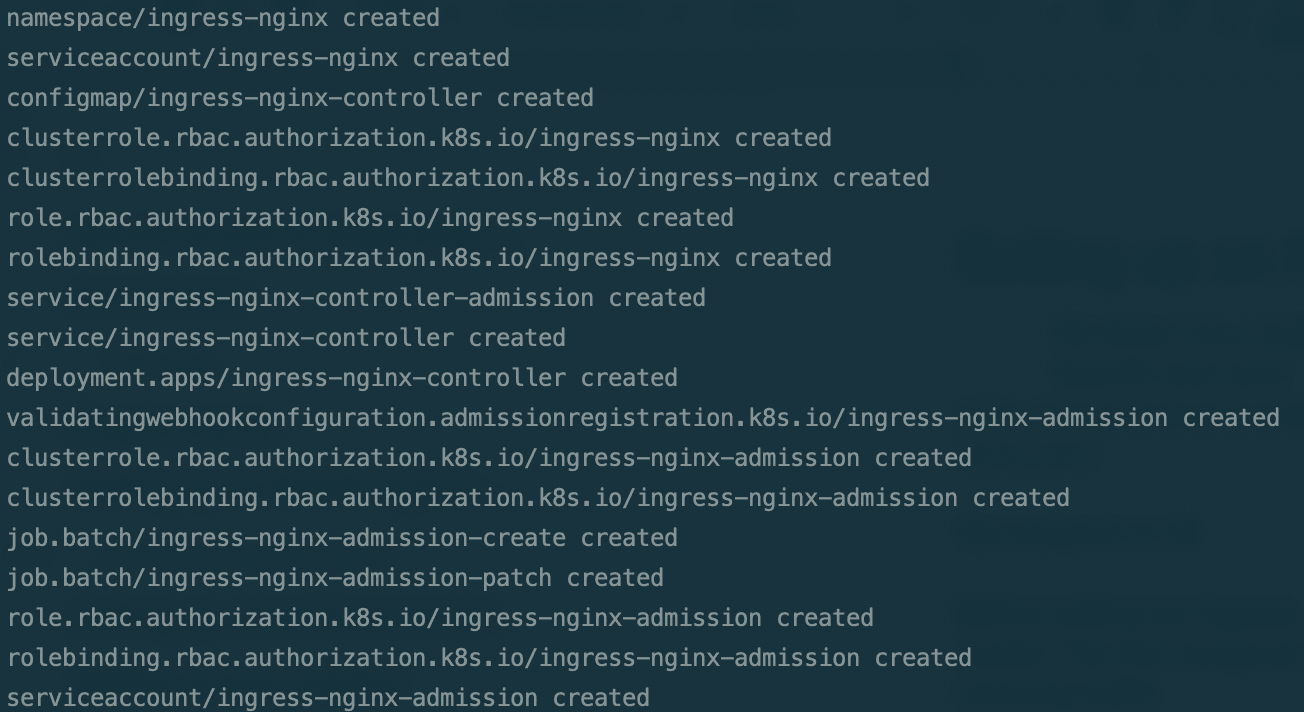 namespace/ingress-nginx created
serviceaccount/ingress-nginx created
configmap/ingress-nginx-controller created
clusterrole.rbac.authorization.k8s.io/ingress-nginx created
clusterrolebinding.rbac.authorization.k8s.io/ingress-nginx created
role.rbac.authorization.k8s.io/ingress-nginx created
rolebinding.rbac.authorization.k8s.io/ingress-nginx created
service/ingress-nginx-controller-admission created
service/ingress-nginx-controller created
deployment.apps/ingress-nginx-controller created
validatingwebhookconfiguration.admissionregistration.k8s.io/ingress-nginx-admission created
clusterrole.rbac.authorization.k8s.io/ingress-nginx-admission created
clusterrolebinding.rbac.authorization.k8s.io/ingress-nginx-admission created
job.batch/ingress-nginx-admission-create created
job.batch/ingress-nginx-admission-patch created
role.rbac.authorization.k8s.io/ingress-nginx-admission created
rolebinding.rbac.authorization.k8s.io/ingress-nginx-admission created
serviceaccount/ingress-nginx-admission created